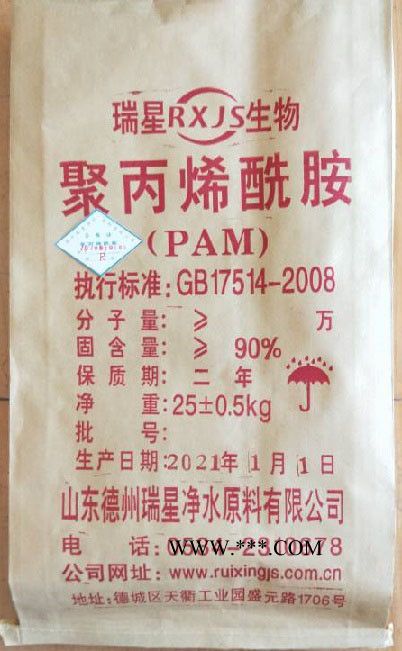 瑞星RXJS生物
聚丙烯酰胺
(PAM)
执行标准:GB17514-2008
分子量:≥ 万
固含量:≥ 90%
保质期:二年
净重:25±0.5kg
批号:
生产日期:2021年1月1日
山东德州瑞星净水原料有限公司
电话:0534-2310378
WWW.***.COM
公司网址:www.ruixingjs.com.cn
地址:德城区天衢工业园盛元路1706号